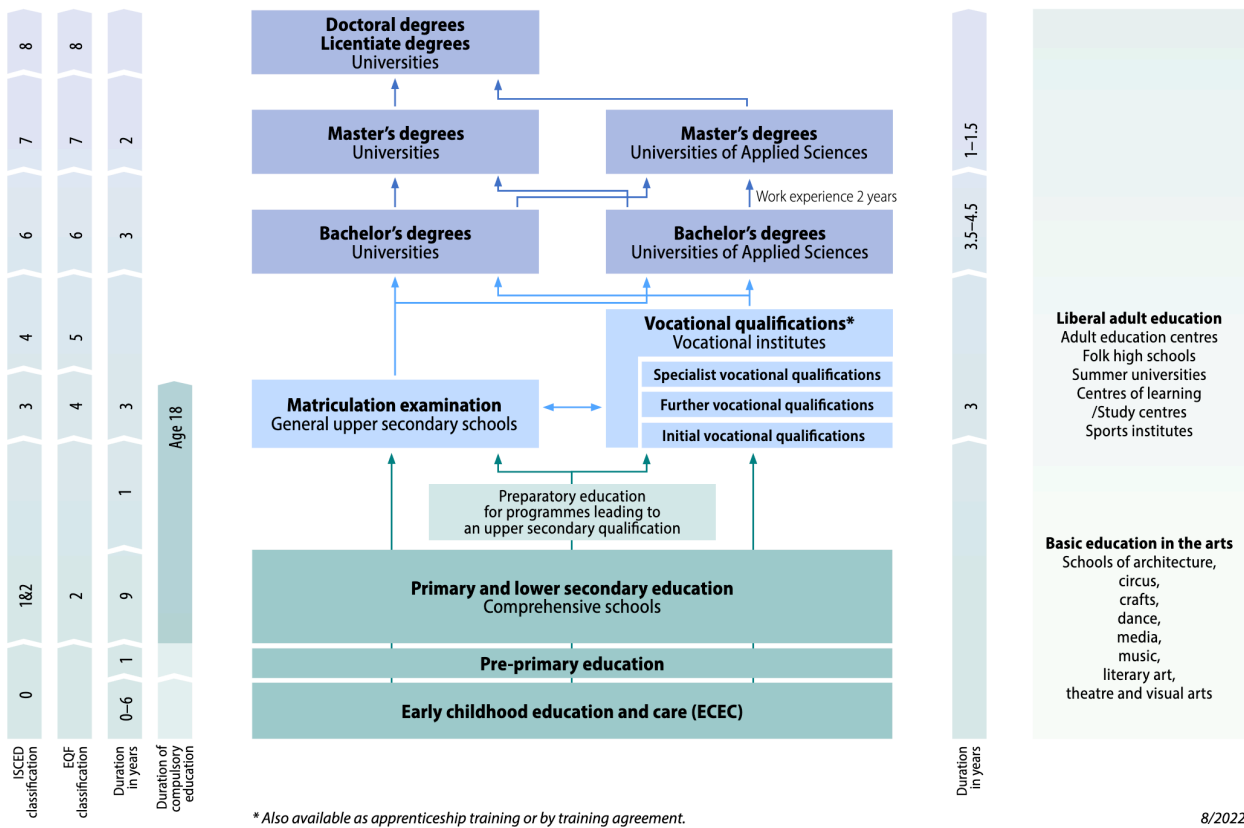 8
7
6
4
3
1&2
0
ISCED
classification
8
7
6
5
4
2
EQF
classification
2
3
3
1
9
1
0–6
Duration
in years
Age 18
Duration of
compulsory
education
Doctoral degrees
Licentiate degrees
Universities
Master's degrees
Universities
Master's degrees
Universities of Applied Sciences
Work experience 2 years
Bachelor's degrees
Universities
Bachelor's degrees
Universities of Applied Sciences
Vocational qualifications*
Vocational institutes
Specialist vocational qualifications
Further vocational qualifications
Initial vocational qualifications
Matriculation examination
General upper secondary schools
Preparatory education
for programmes leading to
an upper secondary qualification
Primary and lower secondary education
Comprehensive schools
Pre-primary education
Early childhood education and care (ECEC)
1–1.5
3.5–4.5
3
Duration
in years
Liberal adult education
Adult education centres
Folk high schools
Summer universities
Centres of learning
/Study centres
Sports institutes
Basic education in the arts
Schools of architecture,
circus,
crafts,
dance,
media,
music,
literary art,
theatre and visual arts
* Also available as apprenticeship training or by training agreement.
8/2022